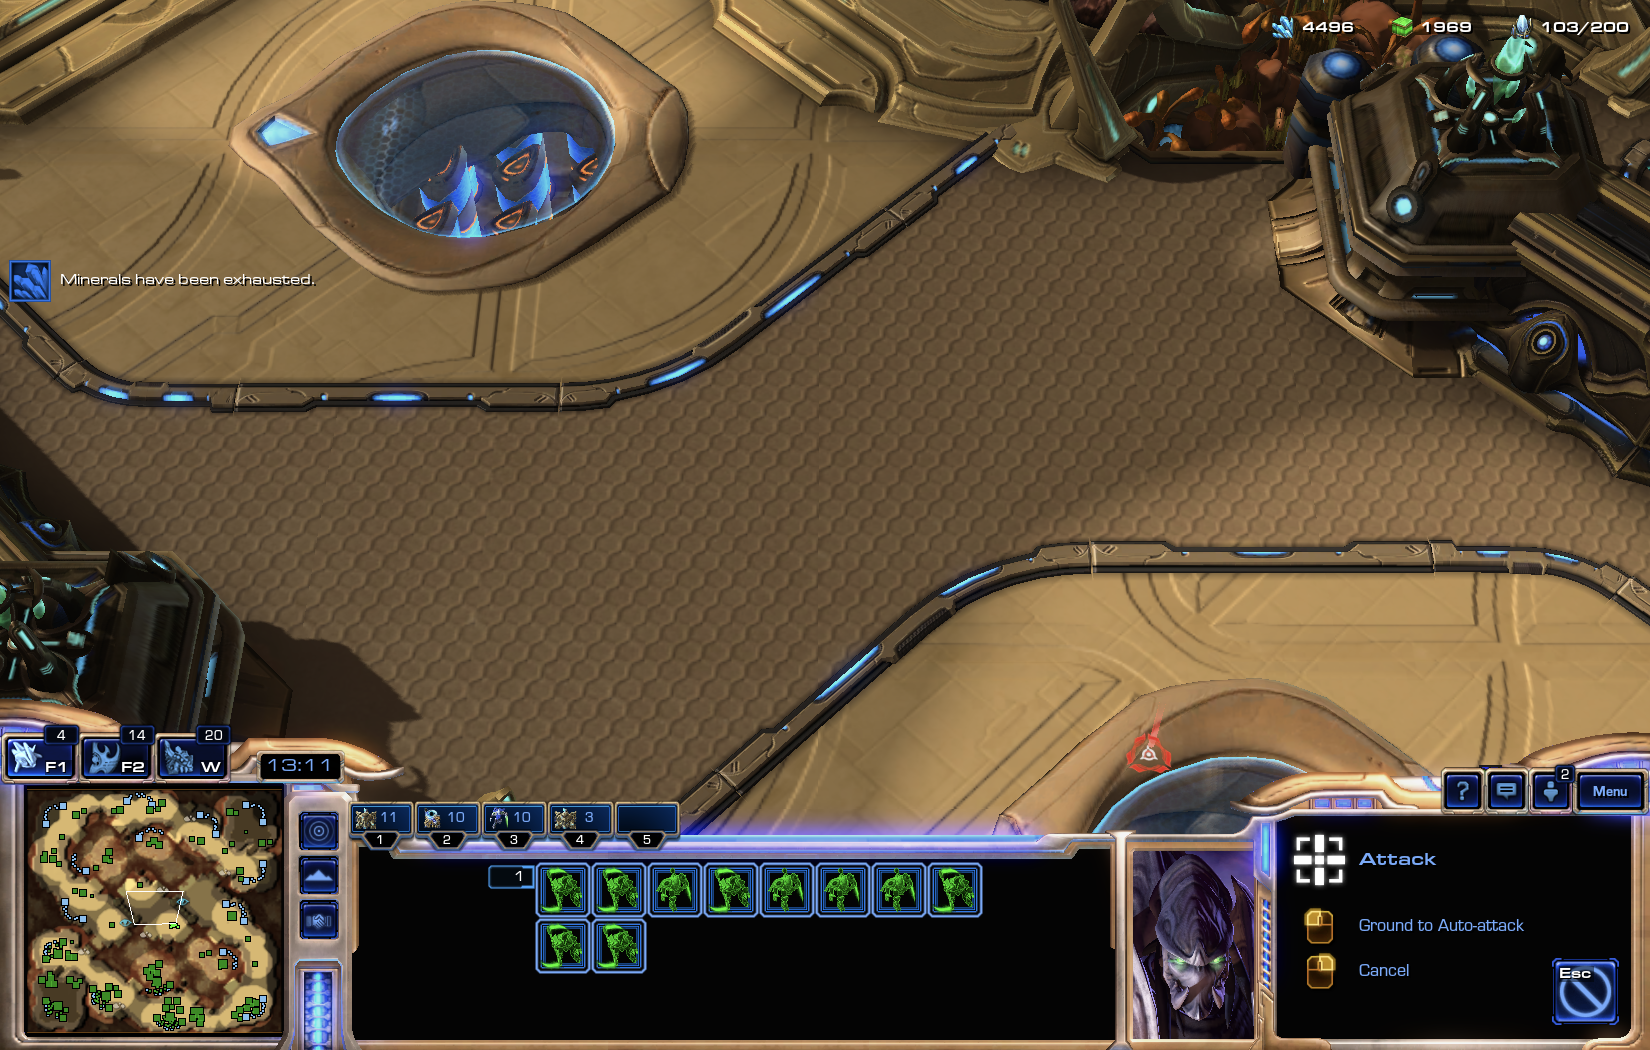 4496 1969 103/200
Minerals have been exhausted.
4 14 20
F1 F2 W
13:11
? 2 Menu
11 10 10 3
1 2 3 4 5
1
Attack
Ground to Auto-attack
Cancel
Esc